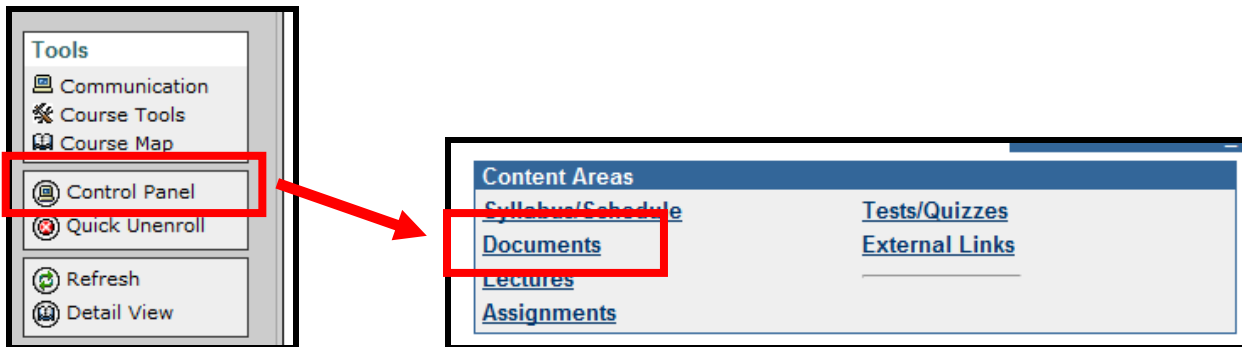 Tools
Communication
Course Tools
Course Map
Control Panel
Quick Unenroll
Refresh
Detail View
Content Areas
Syllabus/Schedule
Documents
Lectures
Assignments
Tests/Quizzes
External Links